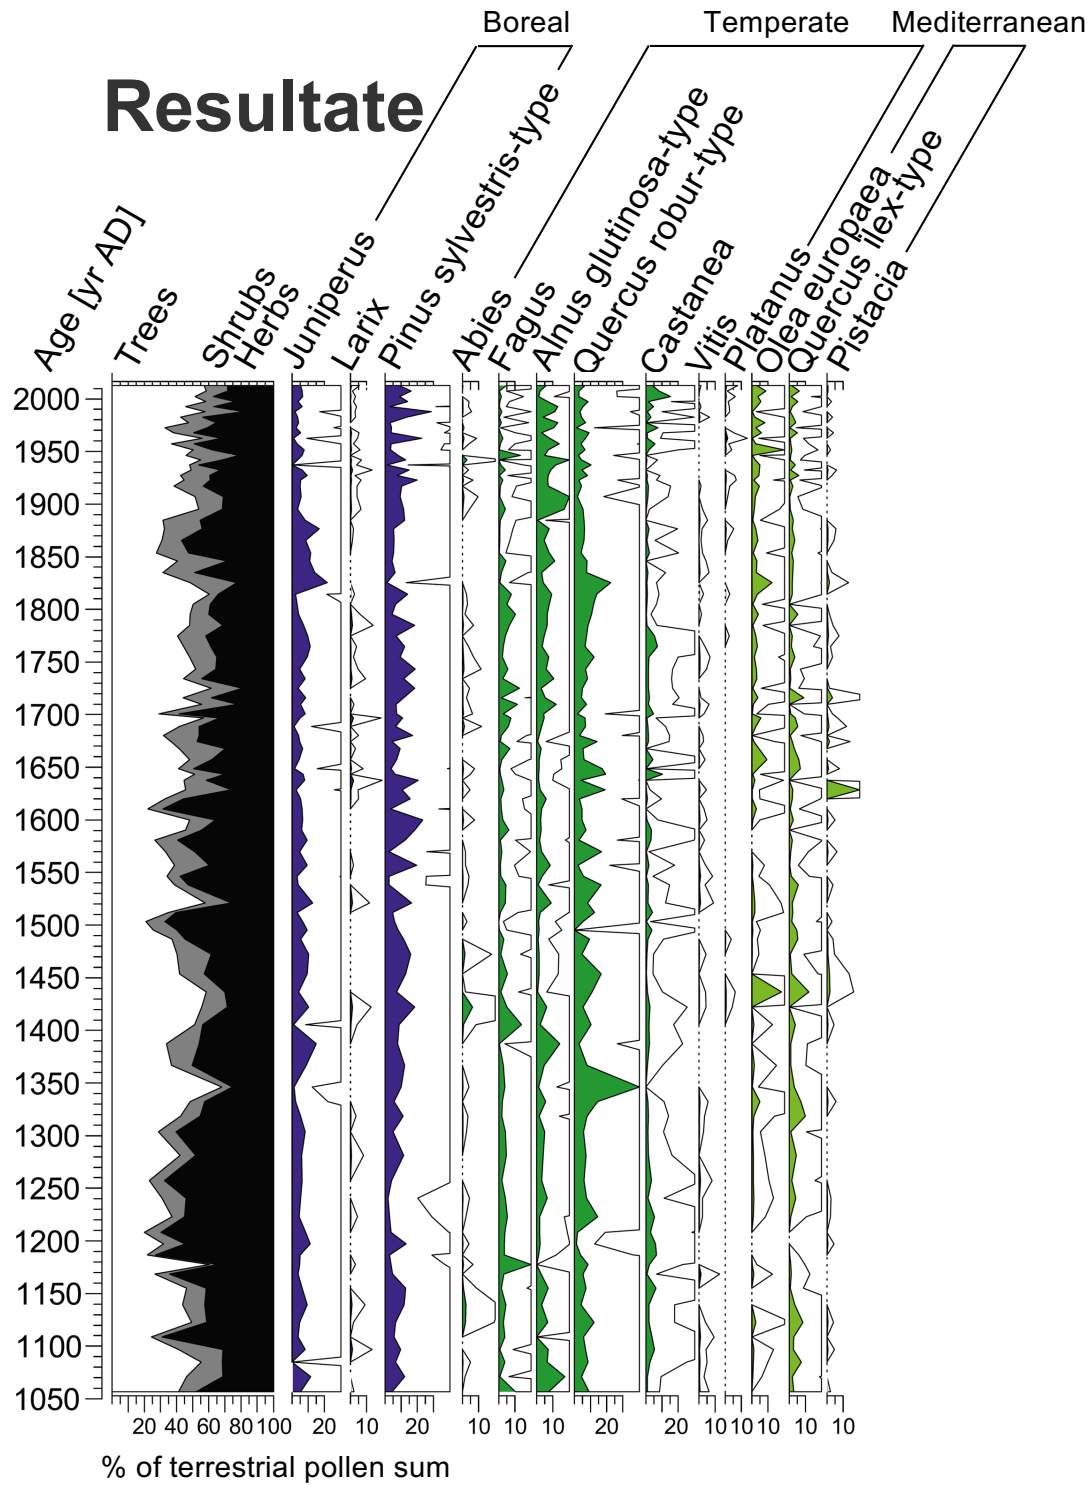 Boreal Temperate Mediterranean
Resultate
Age [yr AD]
Trees
Shrubs
Herbs
Juniperus
Larix
Pinus sylvestris-type
Abies
Fagus
Alnus glutinosa-type
Quercus robur-type
Castanea
Vitis
Platanus
Olea europaea
Quercus ilex-type
Pistacia
2000
1950
1900
1850
1800
1750
1700
1650
1600
1550
1500
1450
1400
1350
1300
1250
1200
1150
1100
1050
20 40 60 80 100 20 10 20 10 10 10 20 20 10 10 10 10 10
% of terrestrial pollen sum